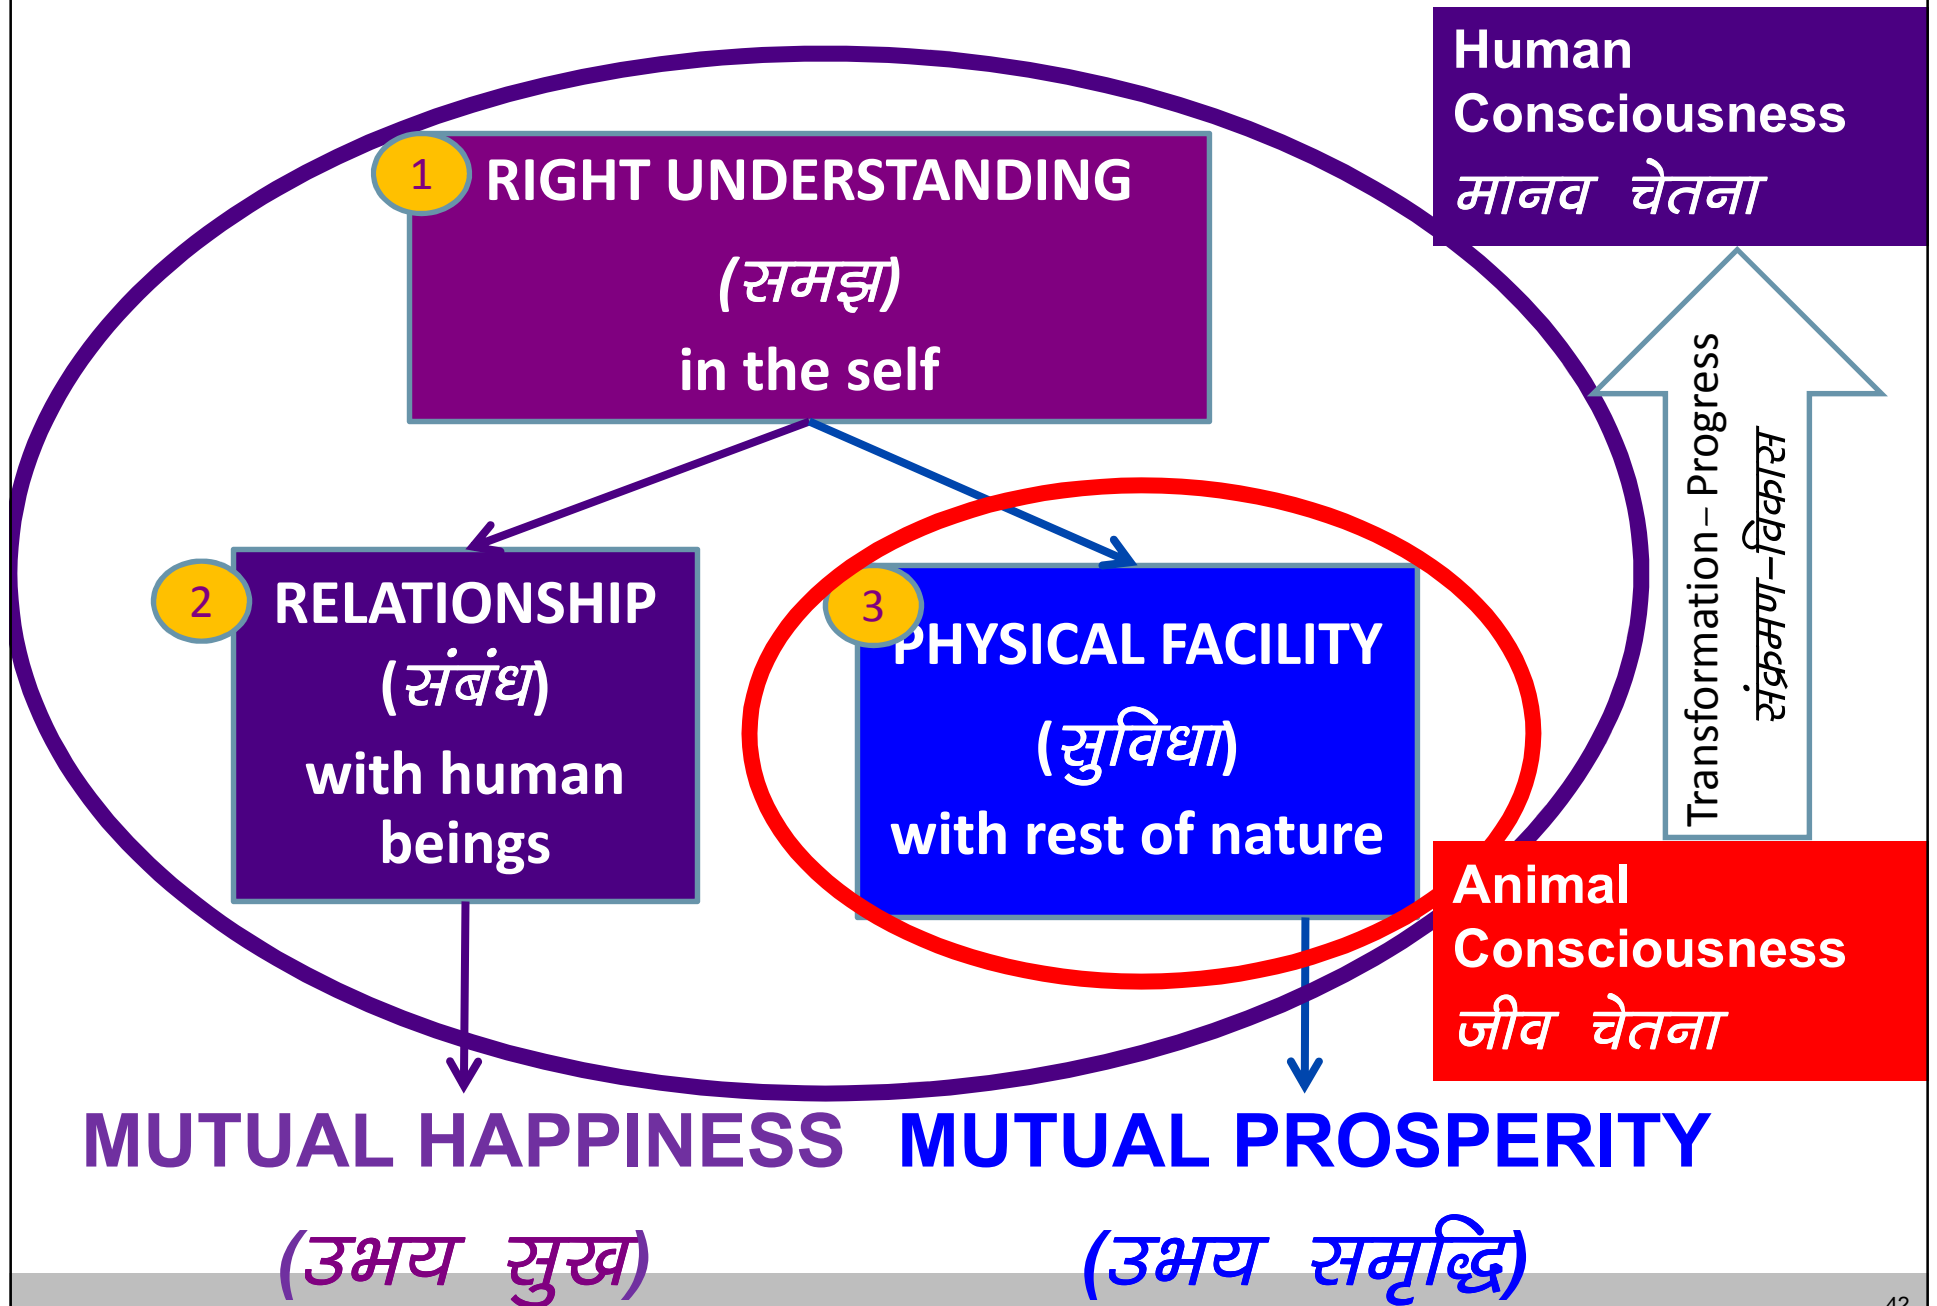 Human
Consciousness
मानव चेतना
1
RIGHT UNDERSTANDING
(समझ)
in the self
2
RELATIONSHIP
(संबंध)
with human
beings
3
PHYSICAL FACILITY
(सुविधा)
with rest of nature
Transformation – Progress
संक्रमण–विकास
Animal
Consciousness
जीव चेतना
MUTUAL HAPPINESS
(उभय सुख)
MUTUAL PROSPERITY
(उभय समृद्धि)
42